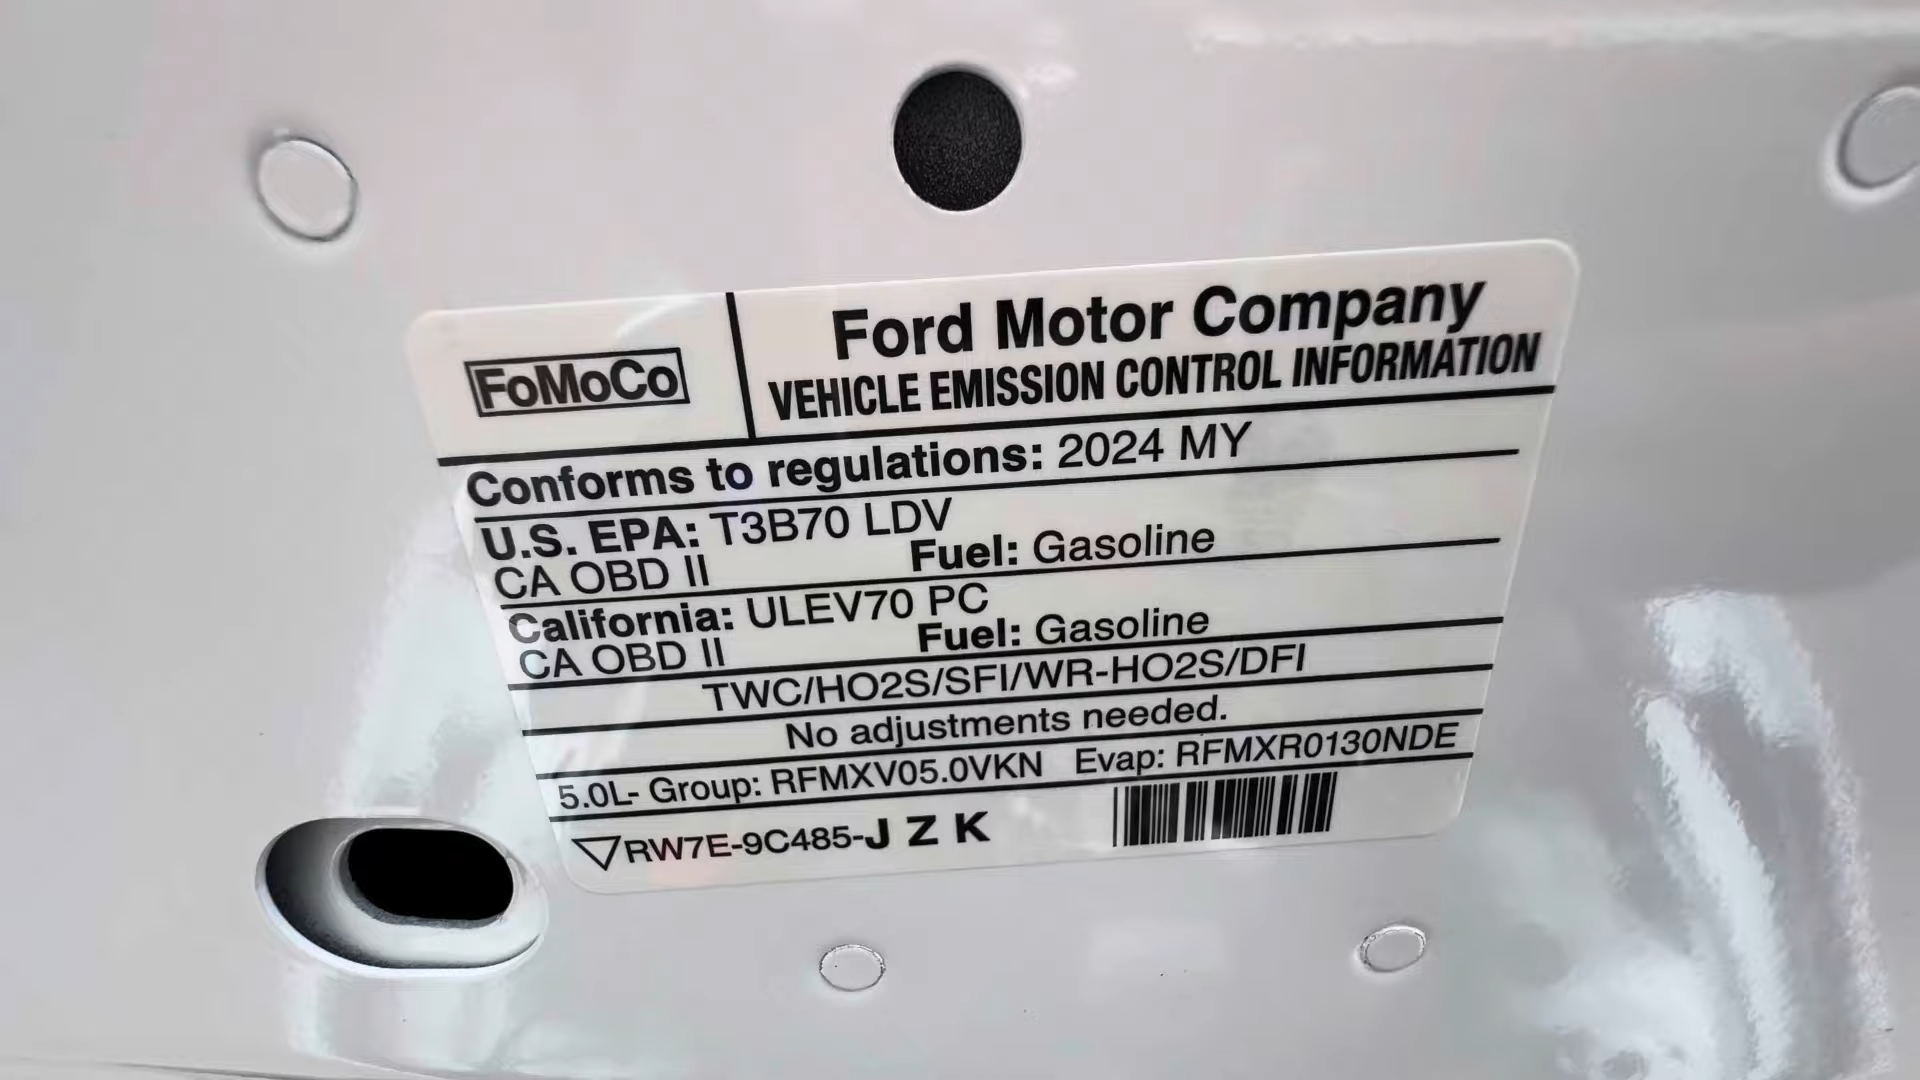 FoMoCo
Ford Motor Company
VEHICLE EMISSION CONTROL INFORMATION
Conforms to regulations: 2024 MY
U.S. EPA: T3B70 LDV
CA OBD II Fuel: Gasoline
California: ULEV70 PC
CA OBD II Fuel: Gasoline
TWC/HO2S/SFI/WR-HO2S/DFI
No adjustments needed.
5.0L- Group: RFMXV05.0VKN Evap: RFMXR0130NDE
RW7E-9C485-J Z K